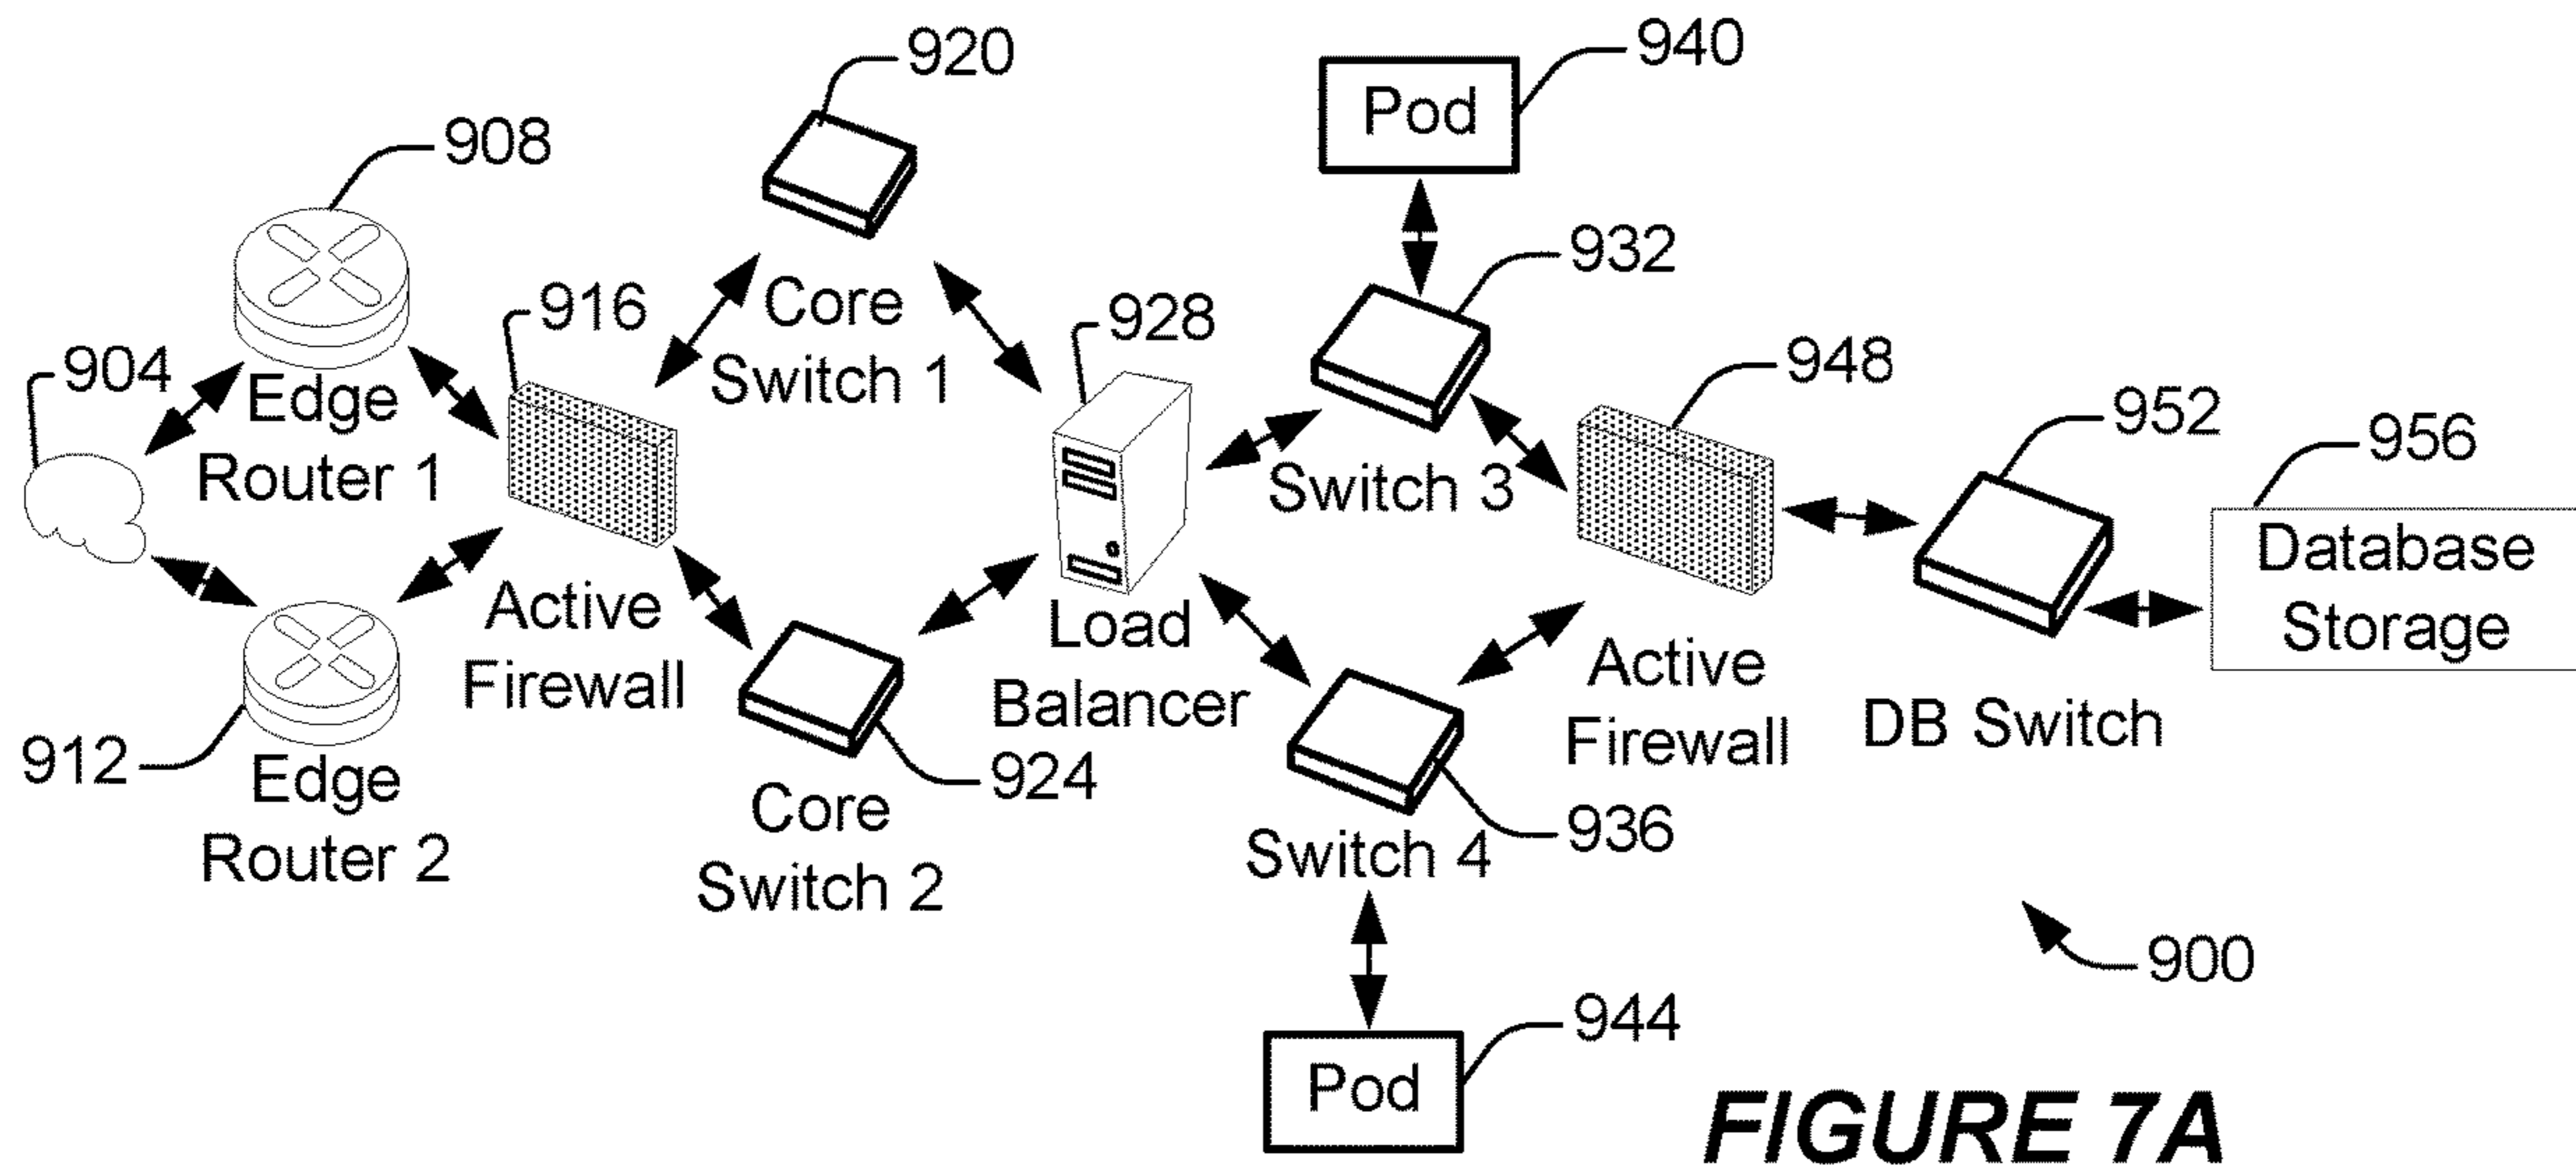 920
940
908
Pod
932
916
Core
Switch 1
928
948
904
Edge
Router 1
952
956
Switch 3
Database
Storage
Active
Firewall
Load
Balancer
Active
Firewall
DB Switch
912
Edge
Router 2
924
Core
Switch 2
936
Switch 4
900
944
Pod
FIGURE 7A